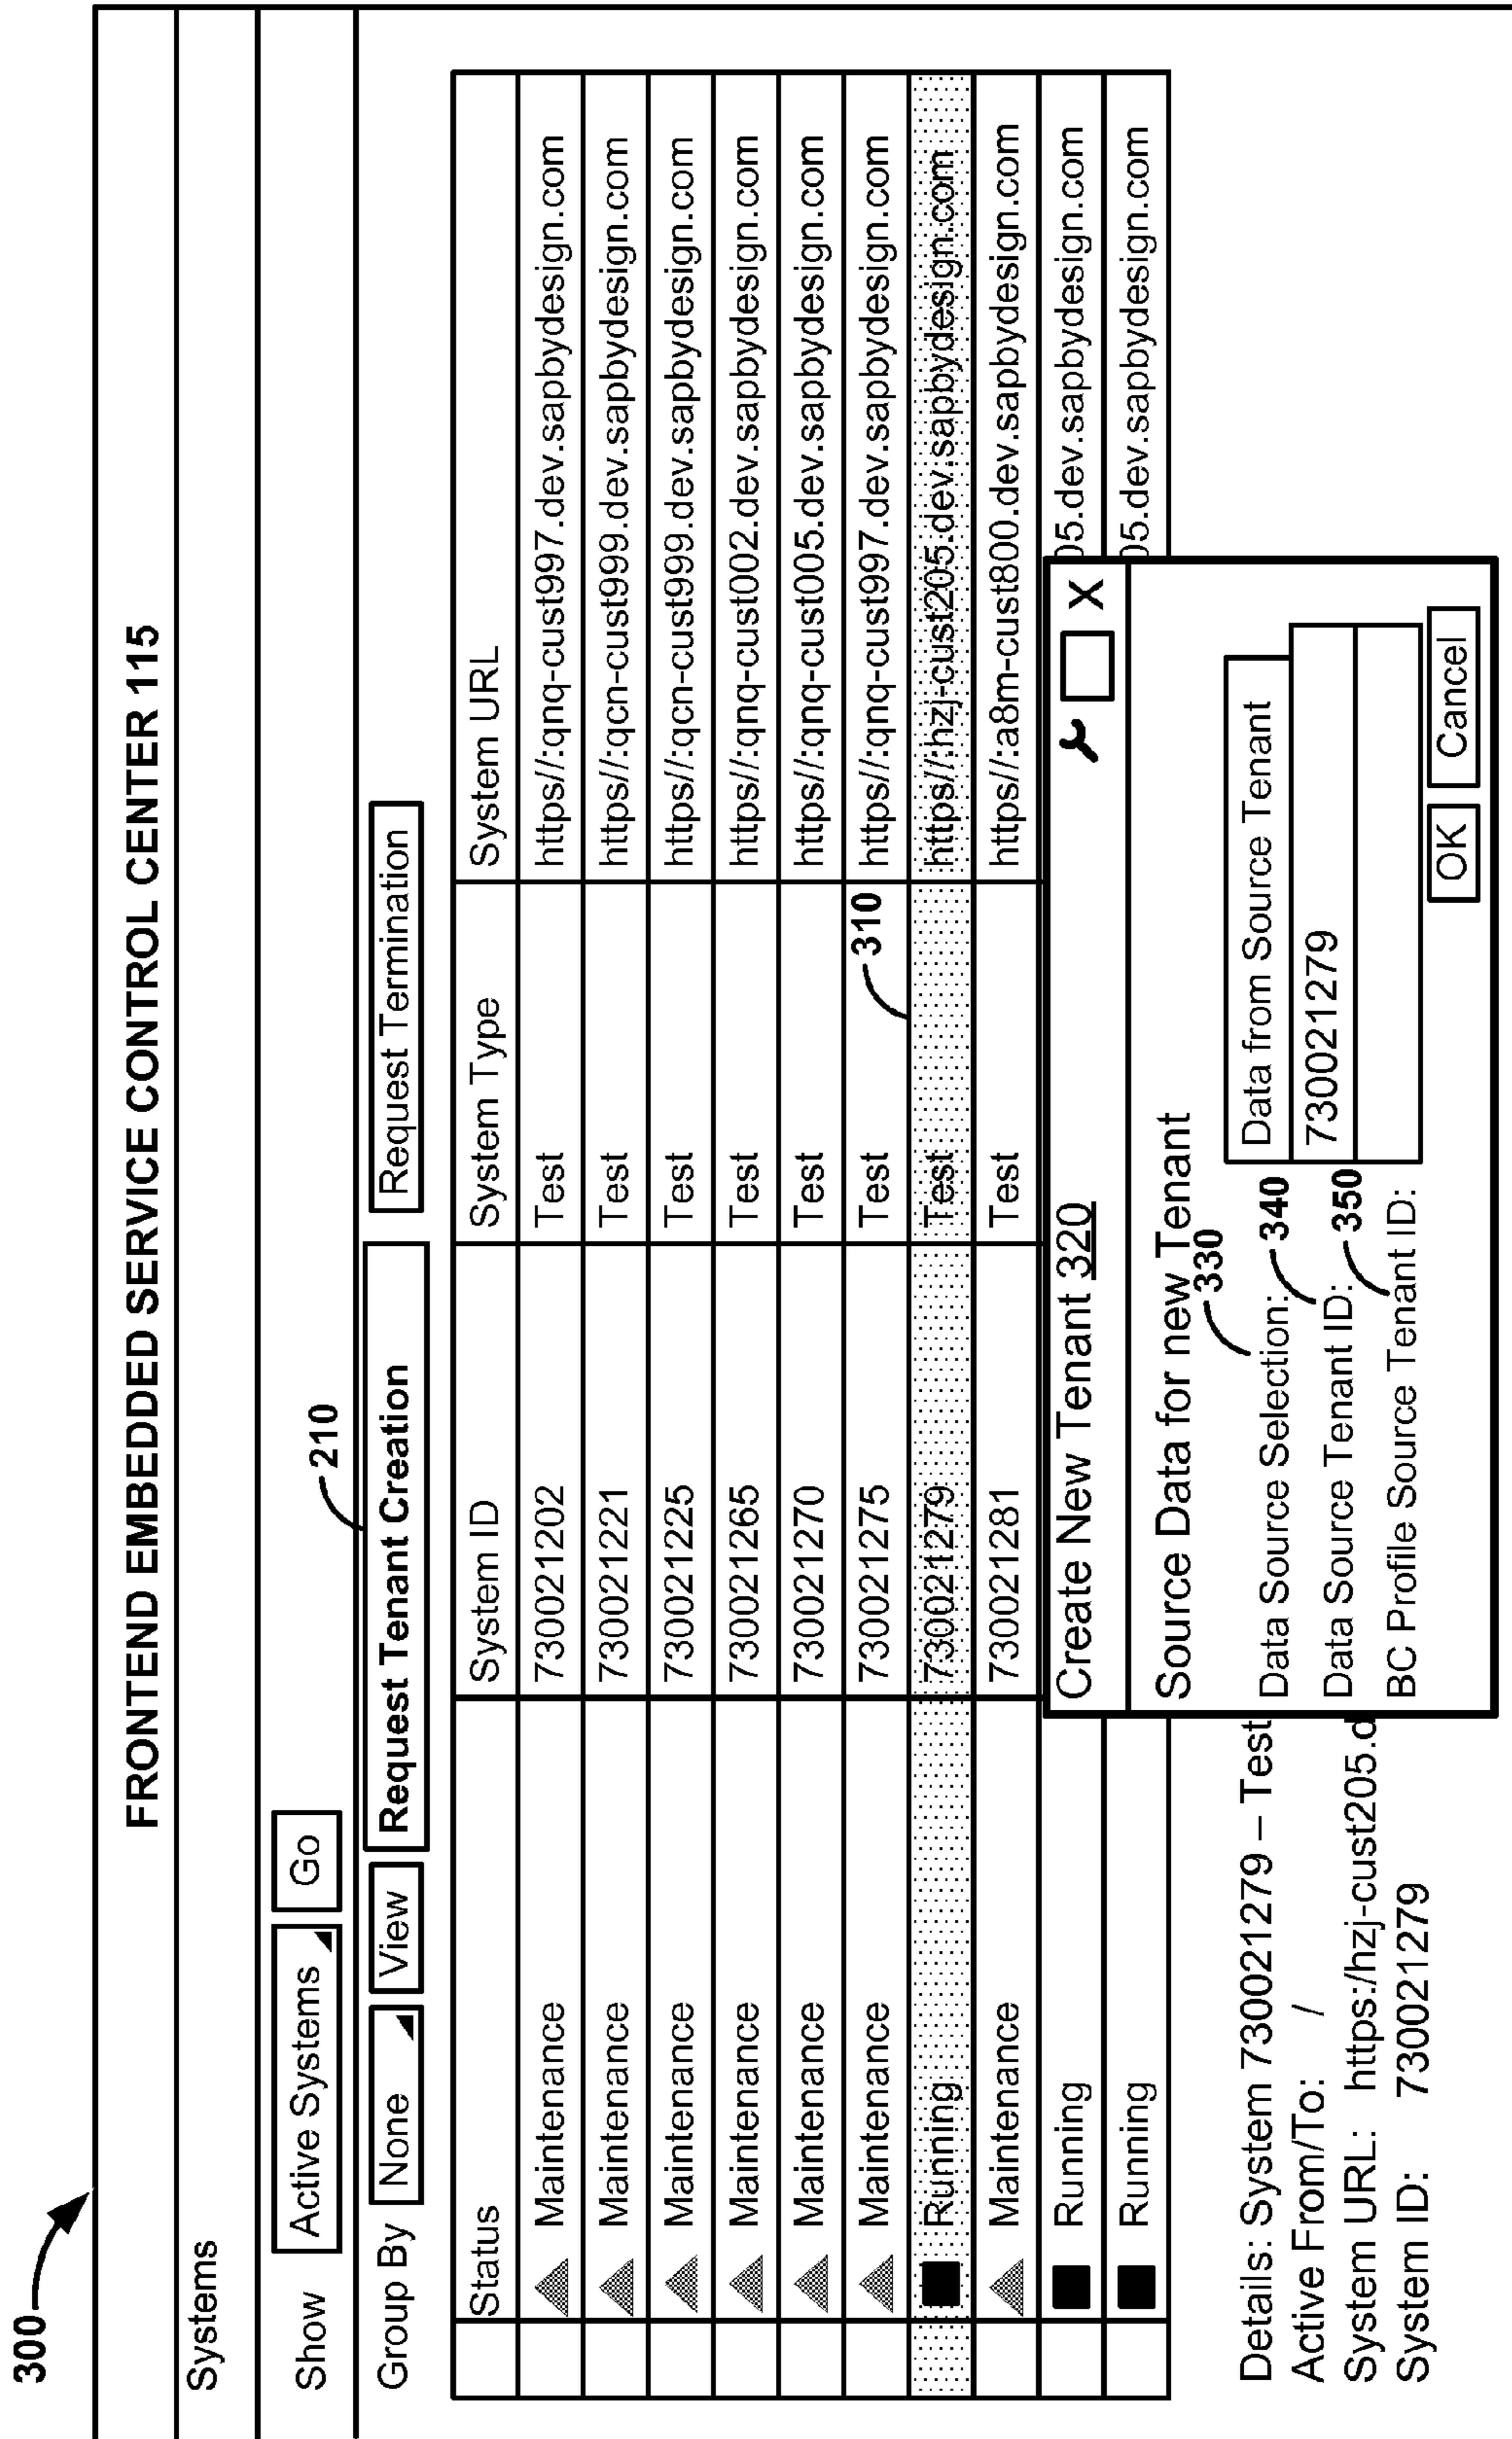 300
FRONTEND EMBEDDED SERVICE CONTROL CENTER 115
Systems
Show Active Systems Go
210
Group By None View Request Tenant Creation Request Termination
Status System ID System Type System URL
Maintenance 730021202 Test https//:qnq-cust997.dev.sapbydesign.com
Maintenance 730021221 Test https//:qcn-cust999.dev.sapbydesign.com
Maintenance 730021225 Test https//:qcn-cust999.dev.sapbydesign.com
Maintenance 730021265 Test https//:qnq-cust002.dev.sapbydesign.com
Maintenance 730021270 Test https//:qnq-cust005.dev.sapbydesign.com
Maintenance 730021275 Test https//:qnq-cust997.dev.sapbydesign.com
310
Running 730021279 Test https//:hzj-cust205.dev.sapbydesign.com
Maintenance 730021281 Test https//:a8m-cust800.dev.sapbydesign.com
Running 05.dev.sapbydesign.com
Running 05.dev.sapbydesign.com
Create New Tenant 320 X
Source Data for new Tenant
330
Data Source Selection: Data from Source Tenant
340
Data Source Tenant ID: 730021279
350
BC Profile Source Tenant ID:
OK Cancel
Details: System 730021279 – Test
Active From/To: /
System URL: https:/hzj-cust205.d
System ID: 730021279